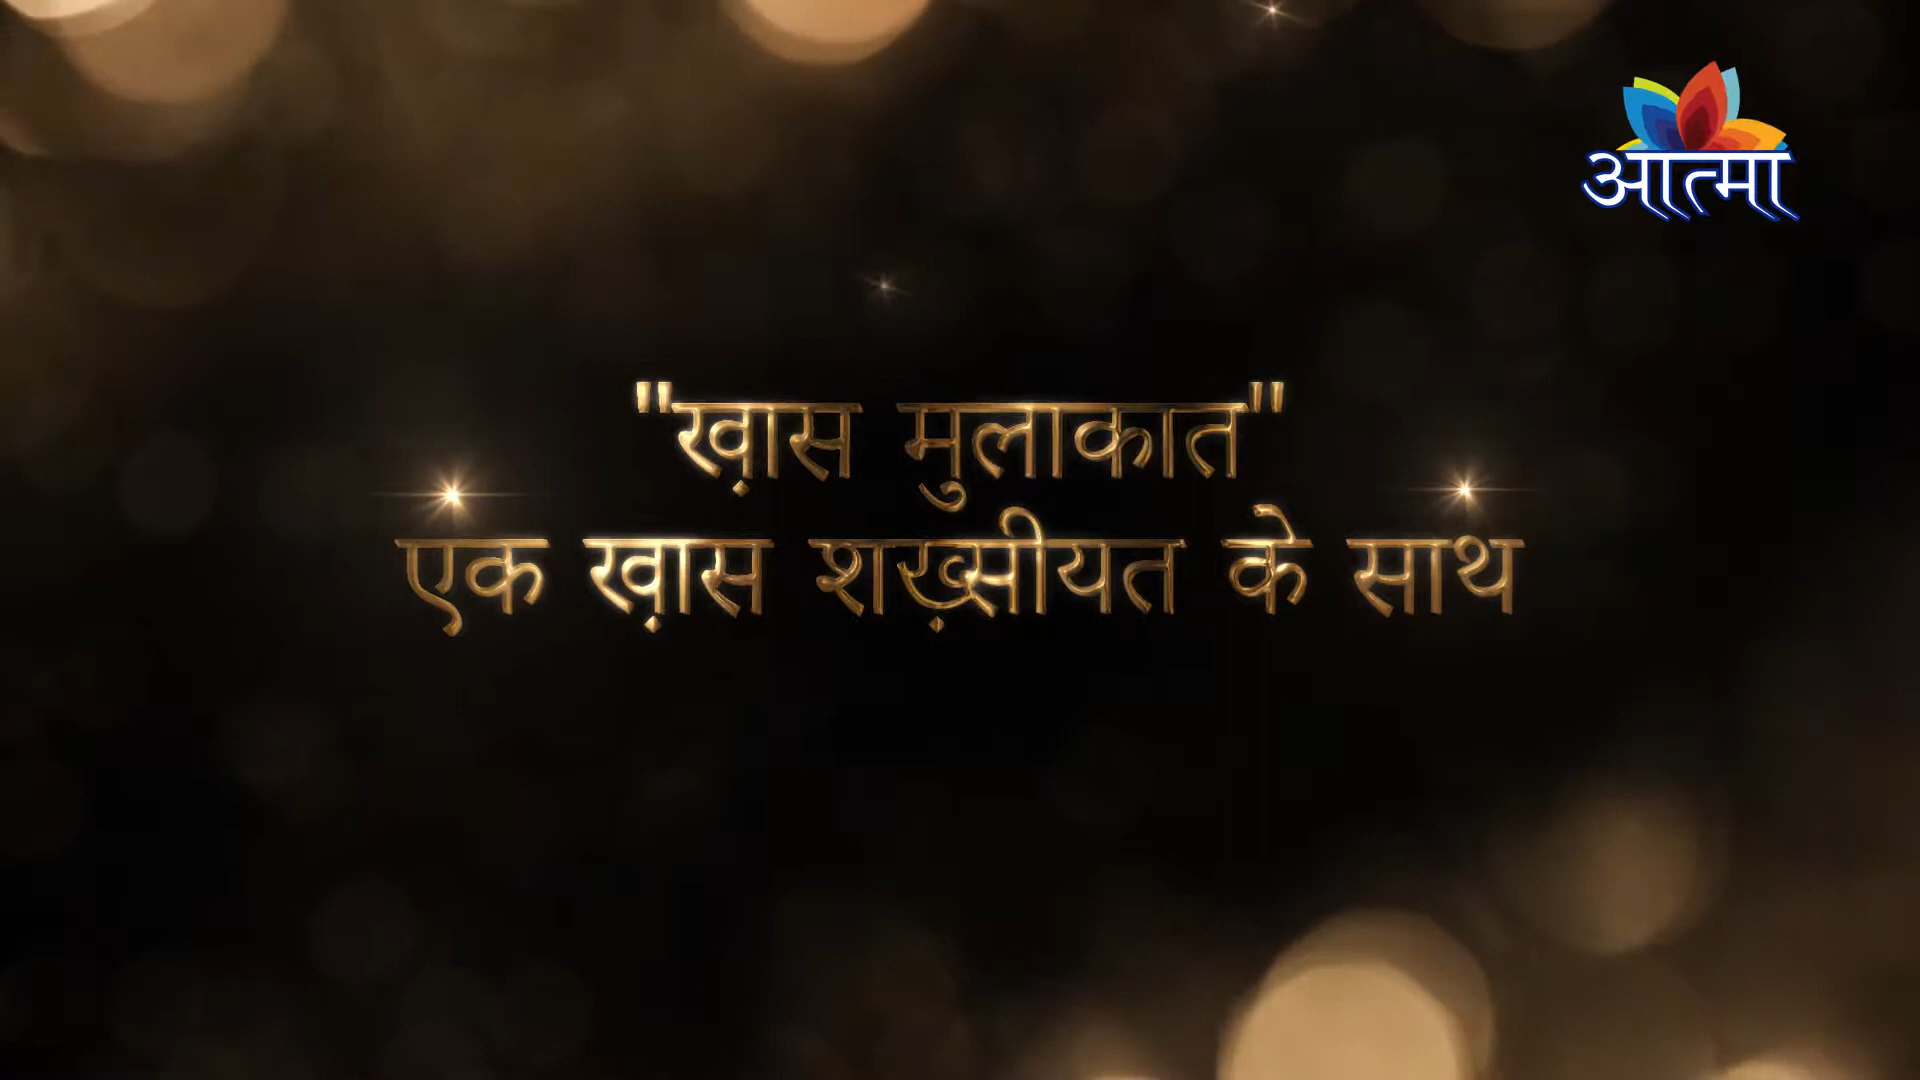 आत्मा
"ख़ास मुलाकात"
एक ख़ास शख़्सीयत के साथ